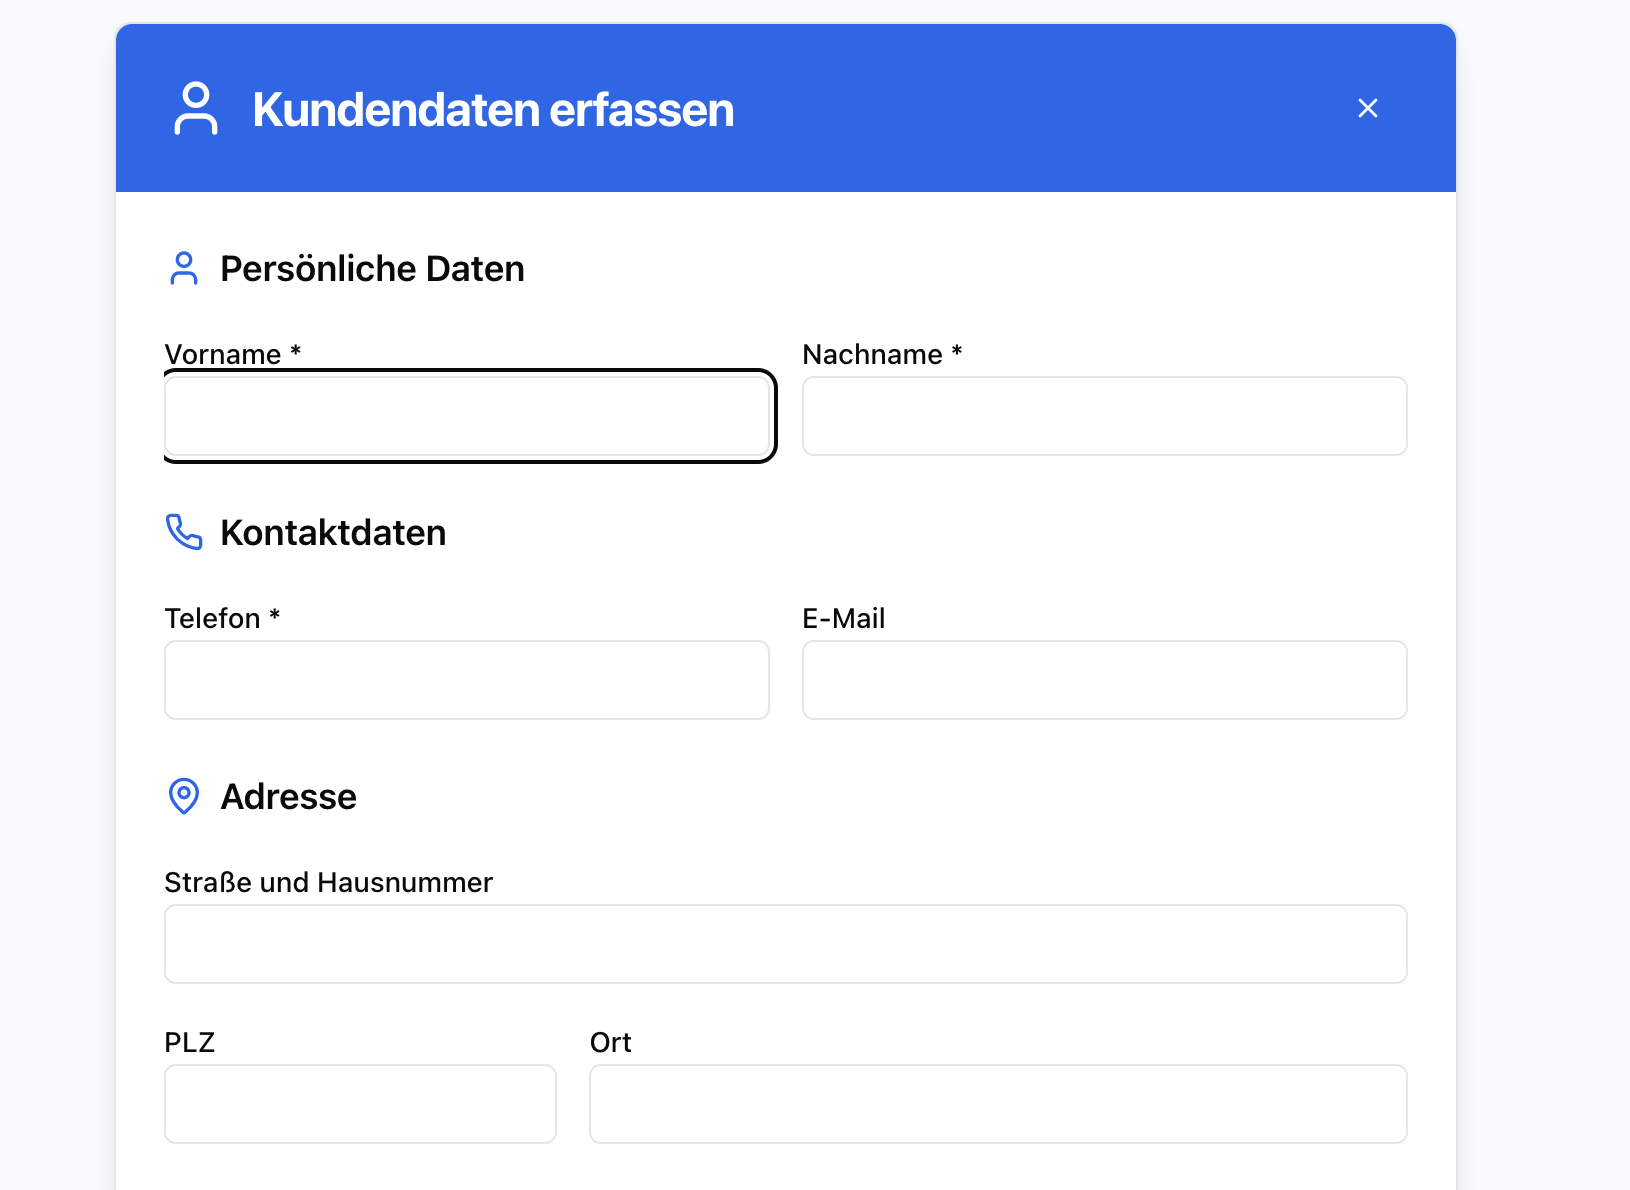 Kundendaten erfassen
Persönliche Daten
Vorname *
Nachname *
Kontaktdaten
Telefon *
E-Mail
Adresse
Straße und Hausnummer
PLZ
Ort